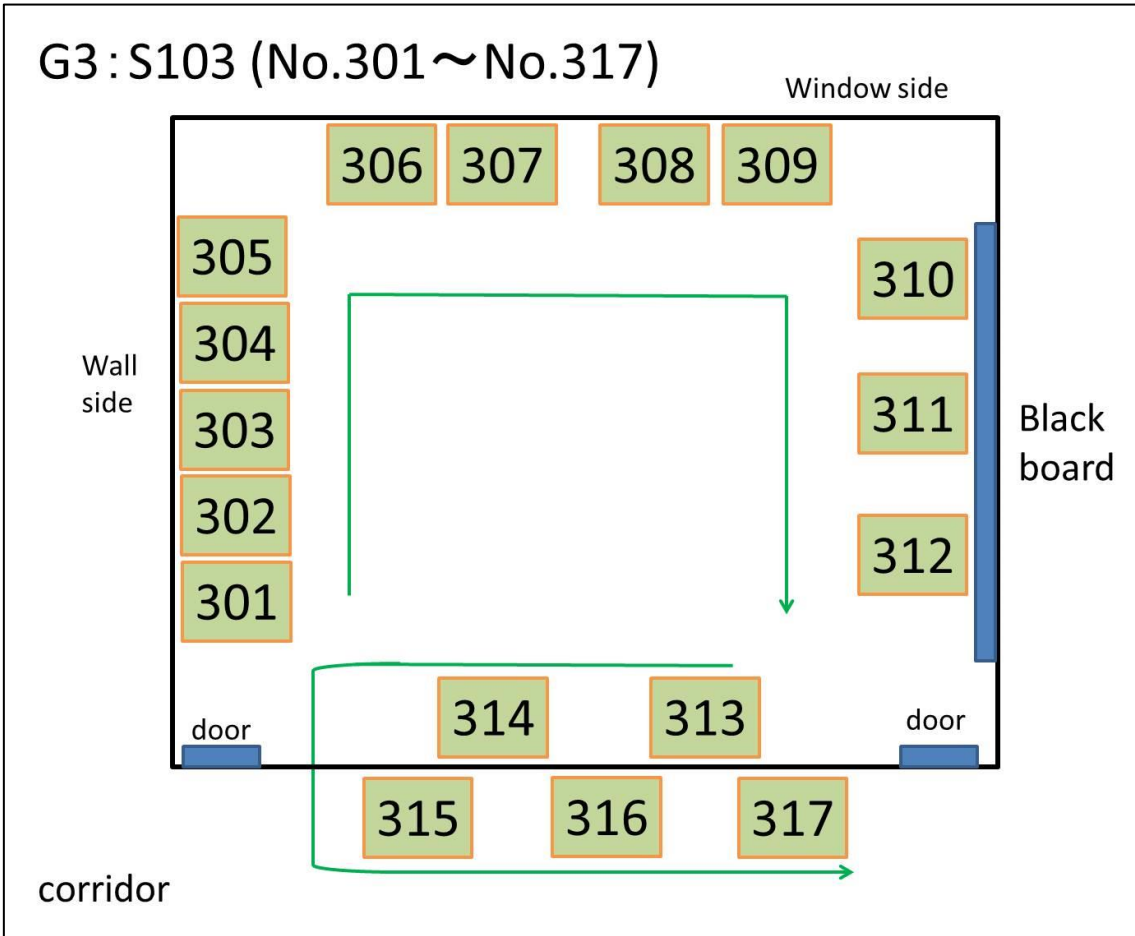 G3 : S103 (No.301～No.317)
Window side
306 307 308 309
305
310
304
Wall
side
303
311
Black
board
302
312
301
door
314
313
door
315 316 317
corridor